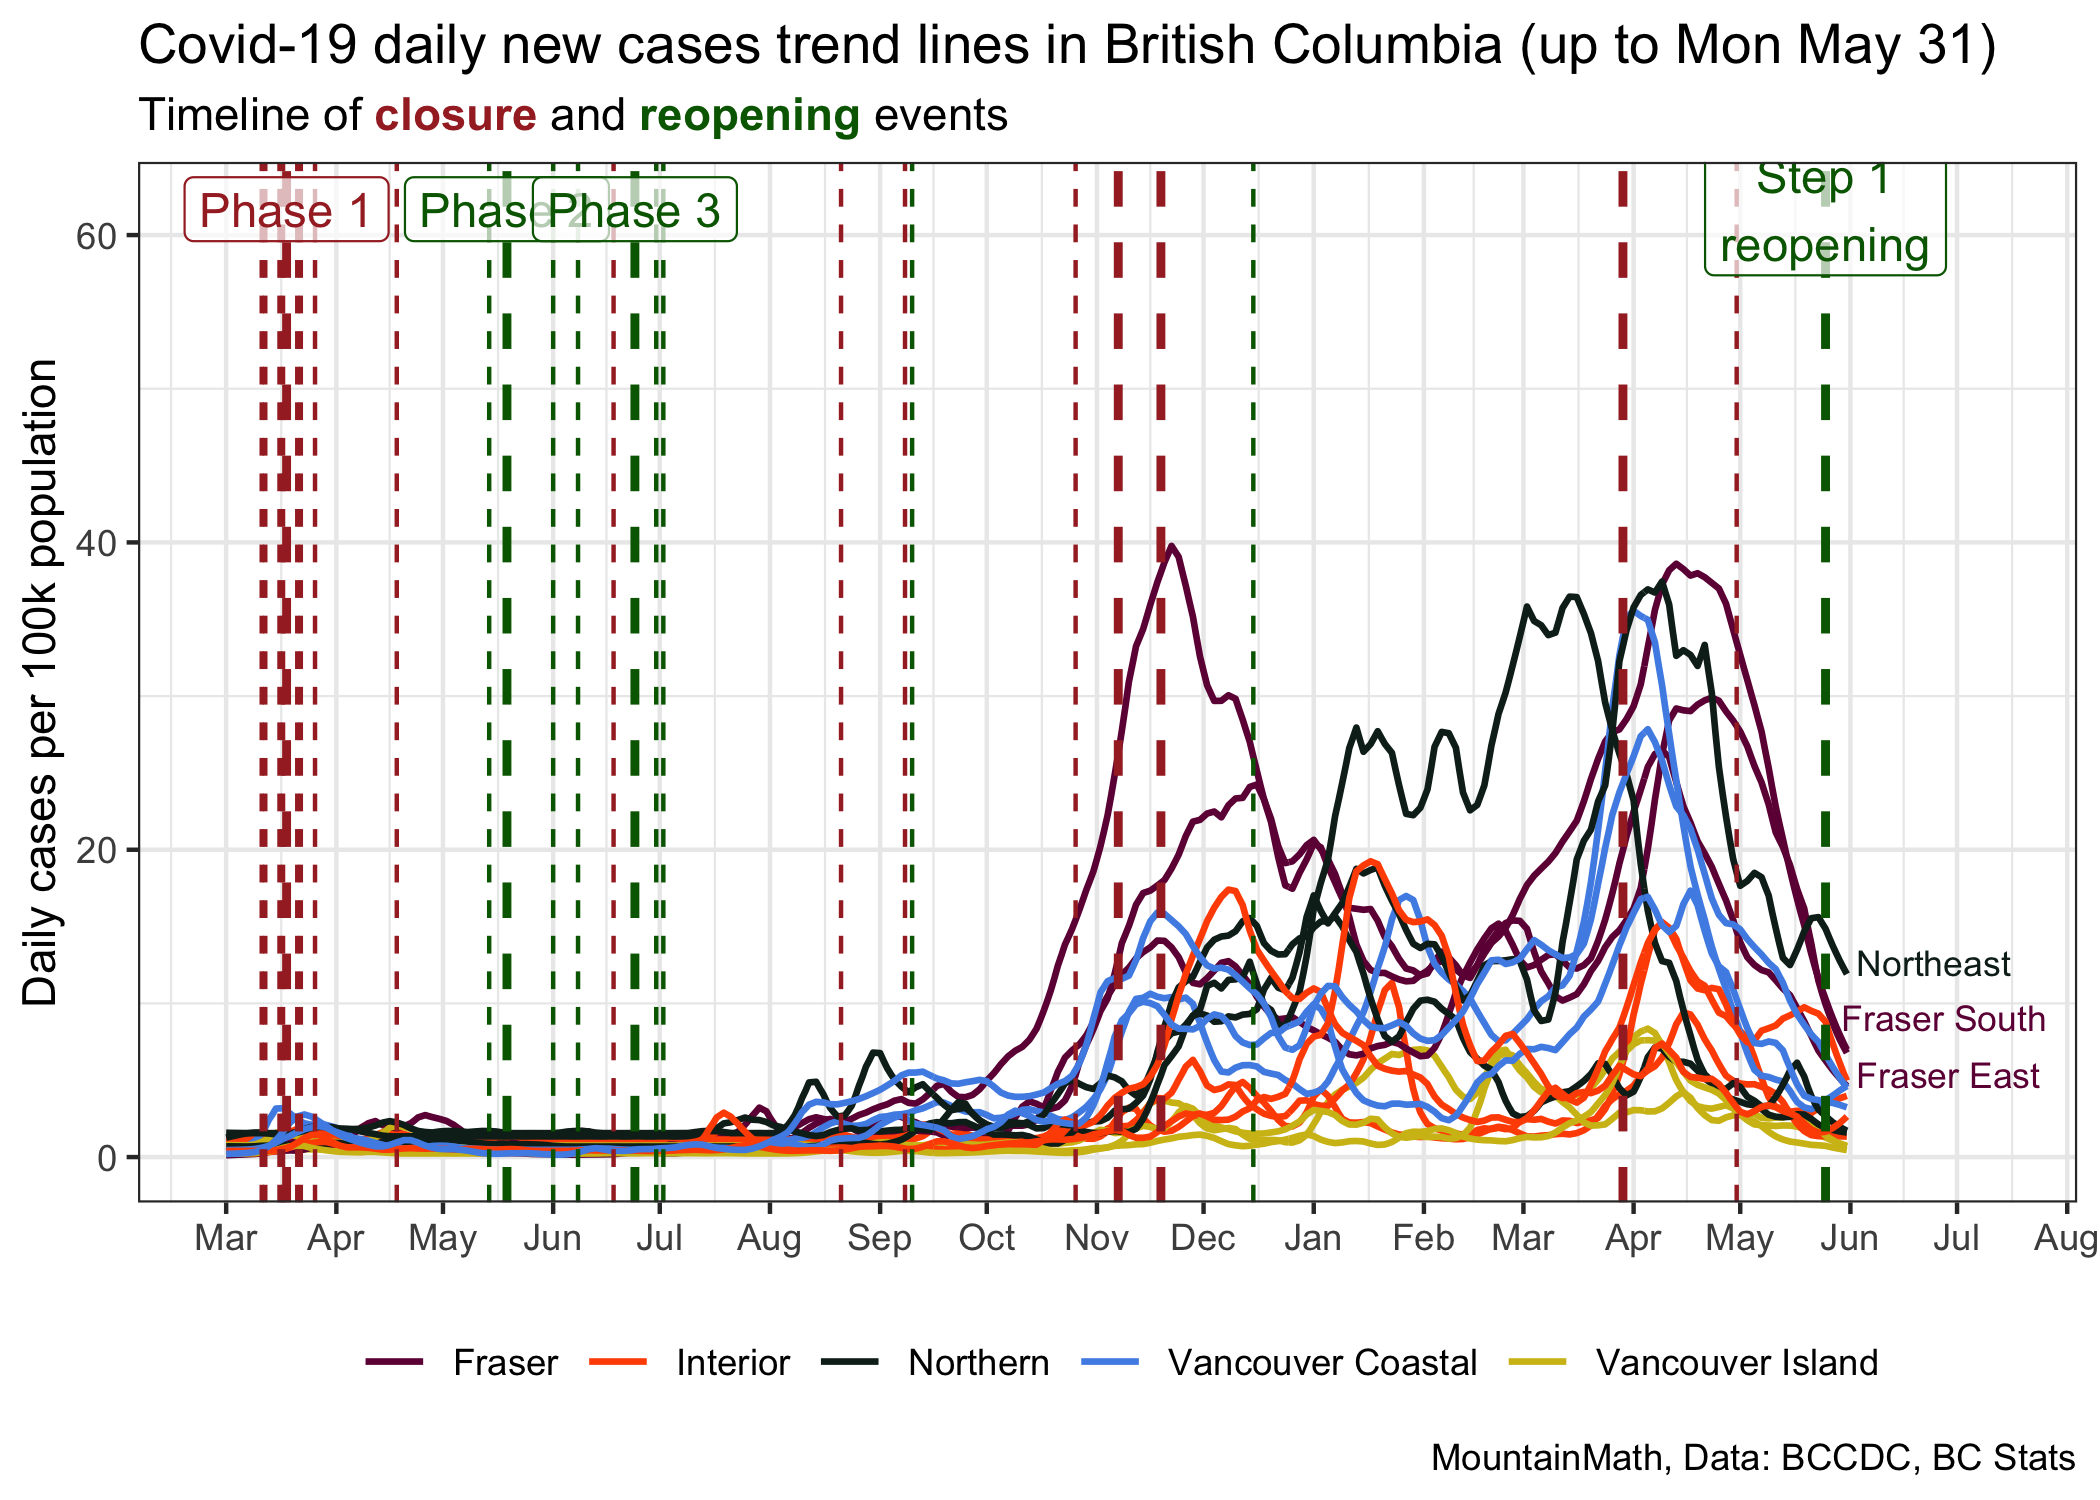 Covid-19 daily new cases trend lines in British Columbia (up to Mon May 31)
Timeline of closure and reopening events
Daily cases per 100k population
60
40
20
0
Phase 1
Phase 2
Phase 3
Step 1
reopening
Northeast
Fraser South
Fraser East
Mar Apr May Jun Jul Aug Sep Oct Nov Dec Jan Feb Mar Apr May Jun Jul Aug
Fraser Interior Northern Vancouver Coastal Vancouver Island
MountainMath, Data: BCCDC, BC Stats